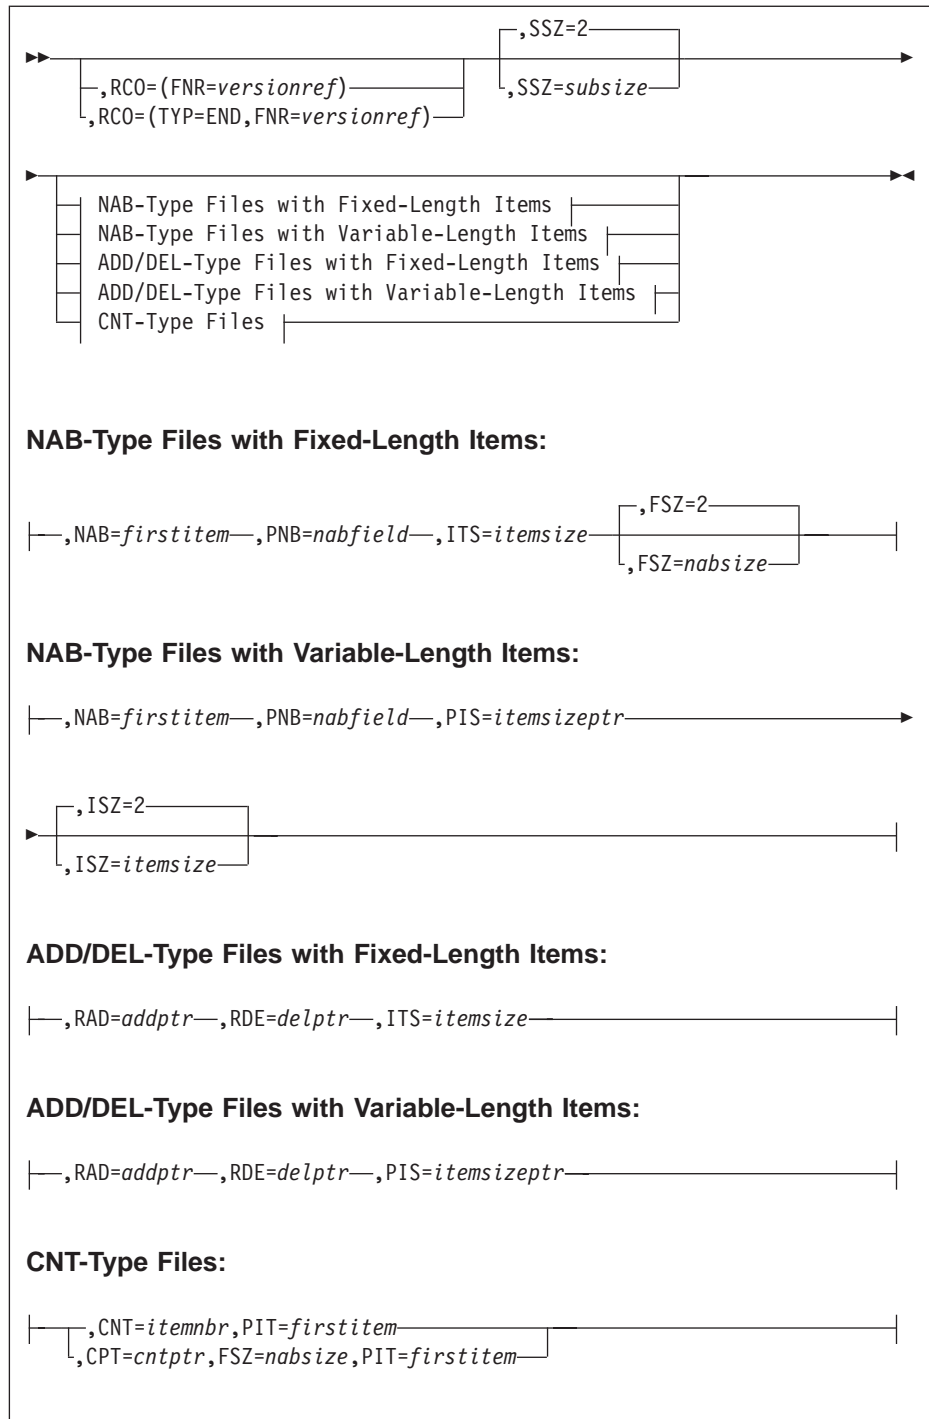 ,SSZ=2
,RCO=(FNR=versionref) ,SSZ=subsize
,RCO=(TYP=END,FNR=versionref)
NAB-Type Files with Fixed-Length Items
NAB-Type Files with Variable-Length Items
ADD/DEL-Type Files with Fixed-Length Items
ADD/DEL-Type Files with Variable-Length Items
CNT-Type Files
NAB-Type Files with Fixed-Length Items:
,FSZ=2
,NAB=firstitem ,PNB=nabfield ,ITS=itemsize
,FSZ=nabsize
NAB-Type Files with Variable-Length Items:
,NAB=firstitem ,PNB=nabfield ,PIS=itemsizeptr
,ISZ=2
,ISZ=itemsize
ADD/DEL-Type Files with Fixed-Length Items:
,RAD=addptr ,RDE=delptr ,ITS=itemsize
ADD/DEL-Type Files with Variable-Length Items:
,RAD=addptr ,RDE=delptr ,PIS=itemsizeptr
CNT-Type Files:
,CNT=itemnbr,PIT=firstitem
,CPT=cntptr,FSZ=nabsize,PIT=firstitem